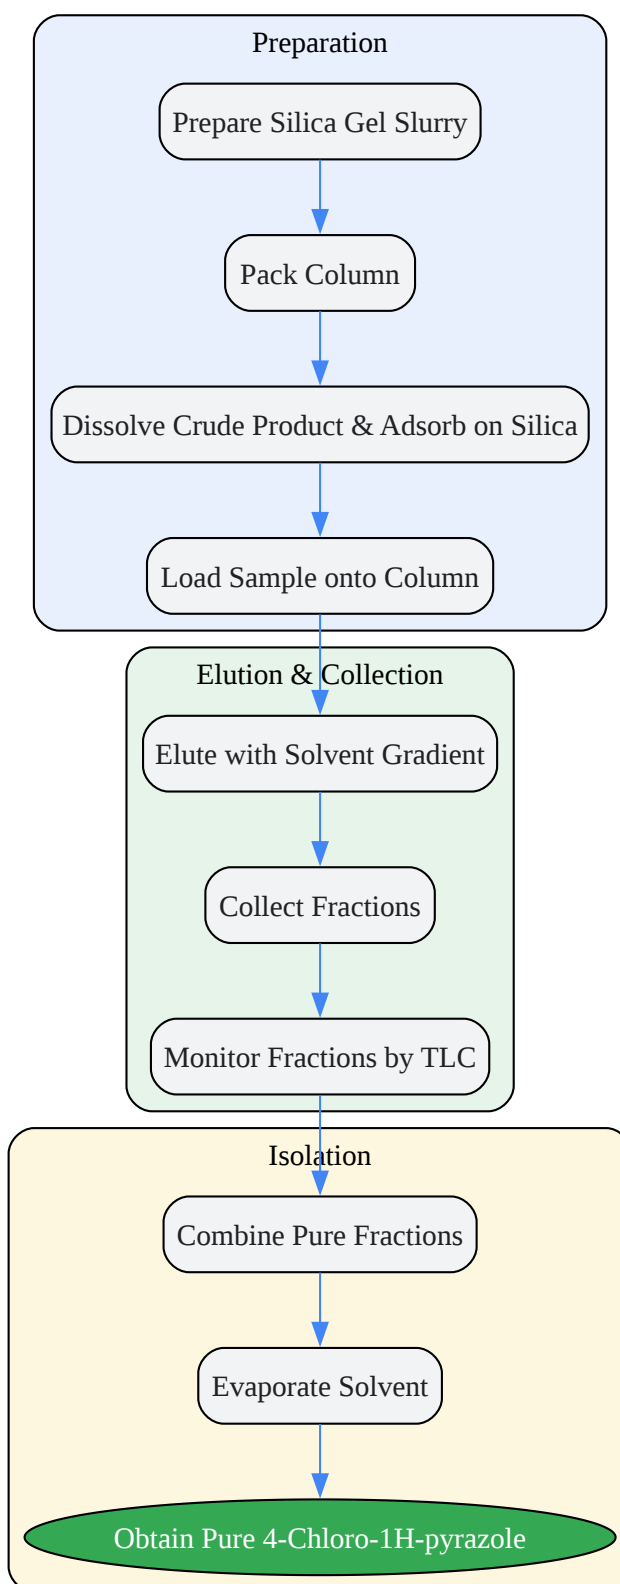 Preparation
Prepare Silica Gel Slurry
Pack Column
Dissolve Crude Product & Adsorb on Silica
Load Sample onto Column
Elution & Collection
Elute with Solvent Gradient
Collect Fractions
Monitor Fractions by TLC
Isolation
Combine Pure Fractions
Evaporate Solvent
Obtain Pure 4-Chloro-1H-pyrazole